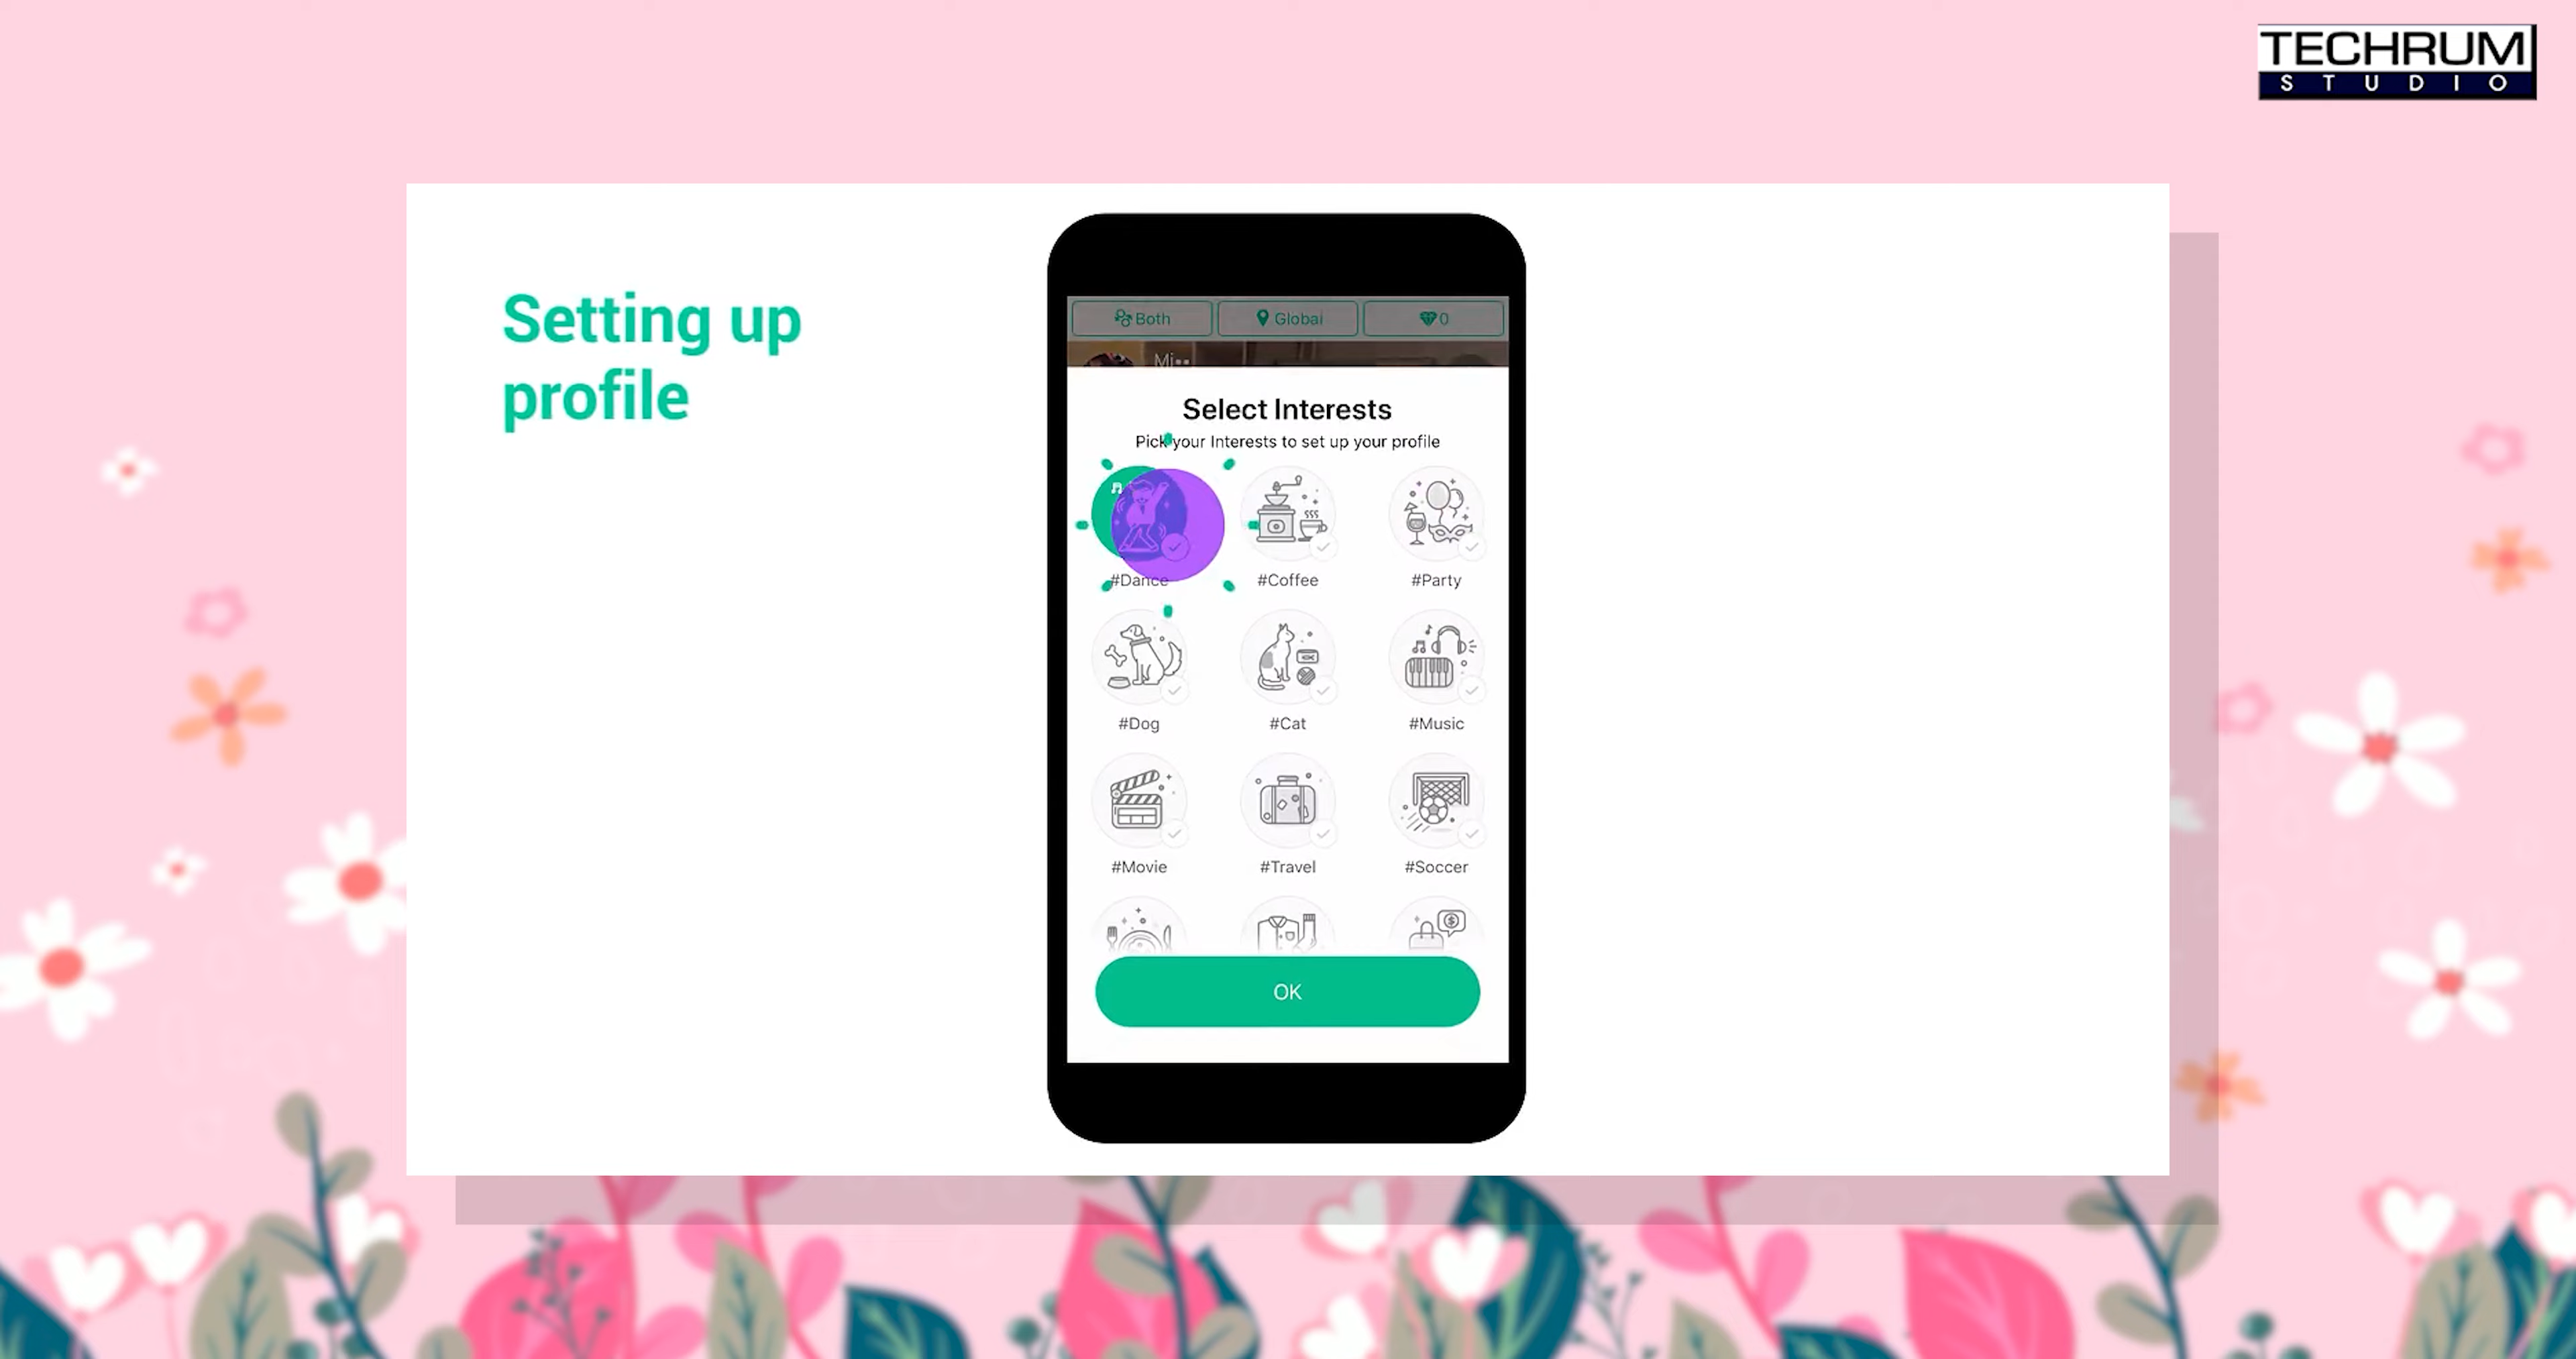 TECHRUM
STUDIO
Setting up
profile
Both
Global
0
Select Interests
Pick your Interests to set up your profile
#Dance
#Coffee
#Party
#Dog
#Cat
#Music
#Movie
#Travel
#Soccer
OK